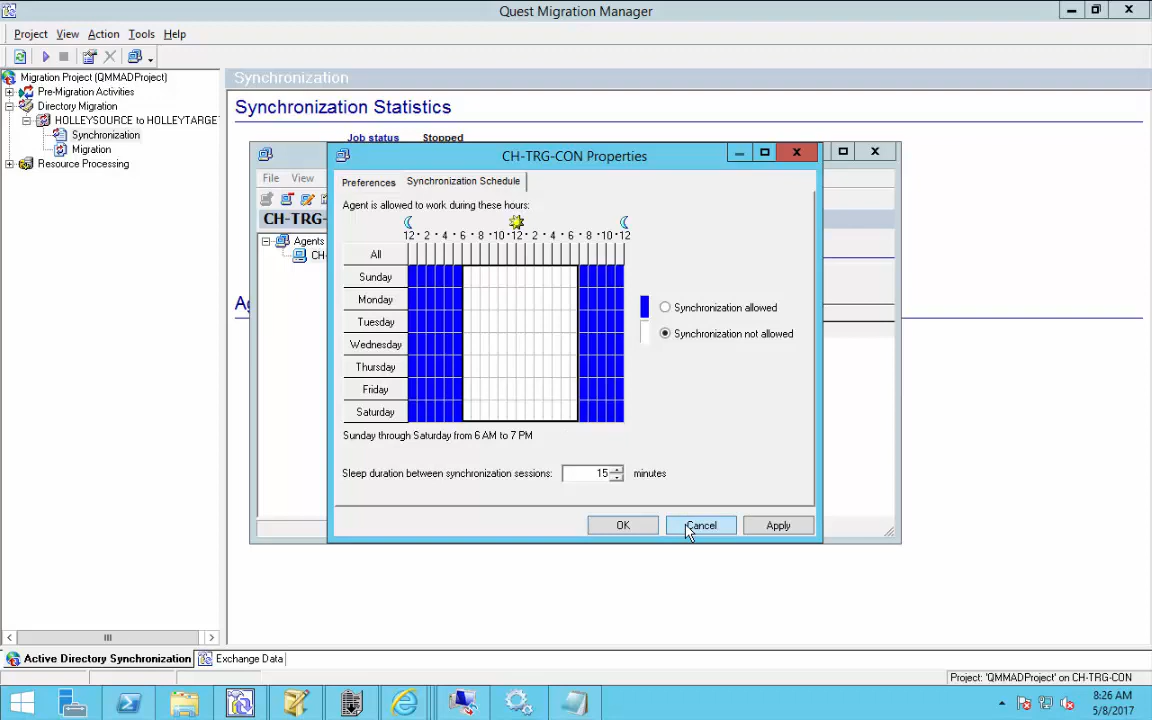 Quest Migration Manager
Project View Action Tools Help
Migration Project (QMMADProject)
Pre-Migration Activities
Directory Migration
HOLLEYSOURCE to HOLLEYTARGE
Synchronization
Migration
Resource Processing
Synchronization
Synchronization Statistics
Job status Stopped
File View
CH-TRG-
Agents
CH-
CH-TRG-CON Properties
Preferences Synchronization Schedule
Agent is allowed to work during these hours:
12 · 2 · 4 · 6 · 8 · 10 · 12 · 2 · 4 · 6 · 8 · 10 · 12
All
Sunday
Monday
Tuesday
Wednesday
Thursday
Friday
Saturday
Synchronization allowed
Synchronization not allowed
Sunday through Saturday from 6 AM to 7 PM
Sleep duration between synchronization sessions: 15 minutes
OK Cancel Apply
Active Directory Synchronization Exchange Data
Project: 'QMMADProject' on CH-TRG-CON
8:26 AM
5/8/2017